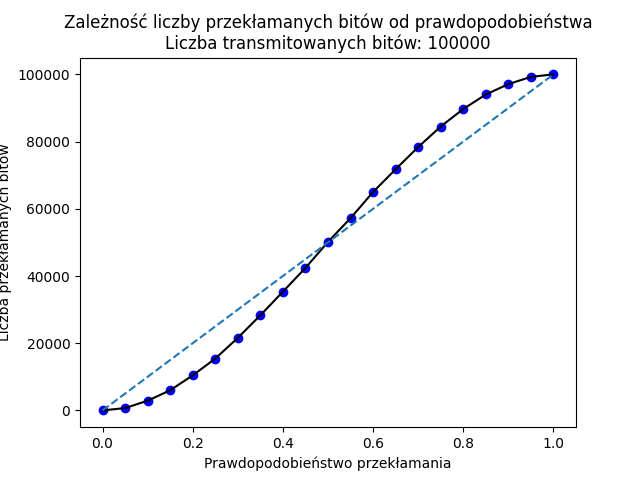 Zależność liczby przekłamanych bitów od prawdopodobieństwa
Liczba transmitowanych bitów: 100000
100000
80000
60000
40000
20000
0
Liczba przekłamanych bitów
0.0 0.2 0.4 0.6 0.8 1.0
Prawdopodobieństwo przekłamania